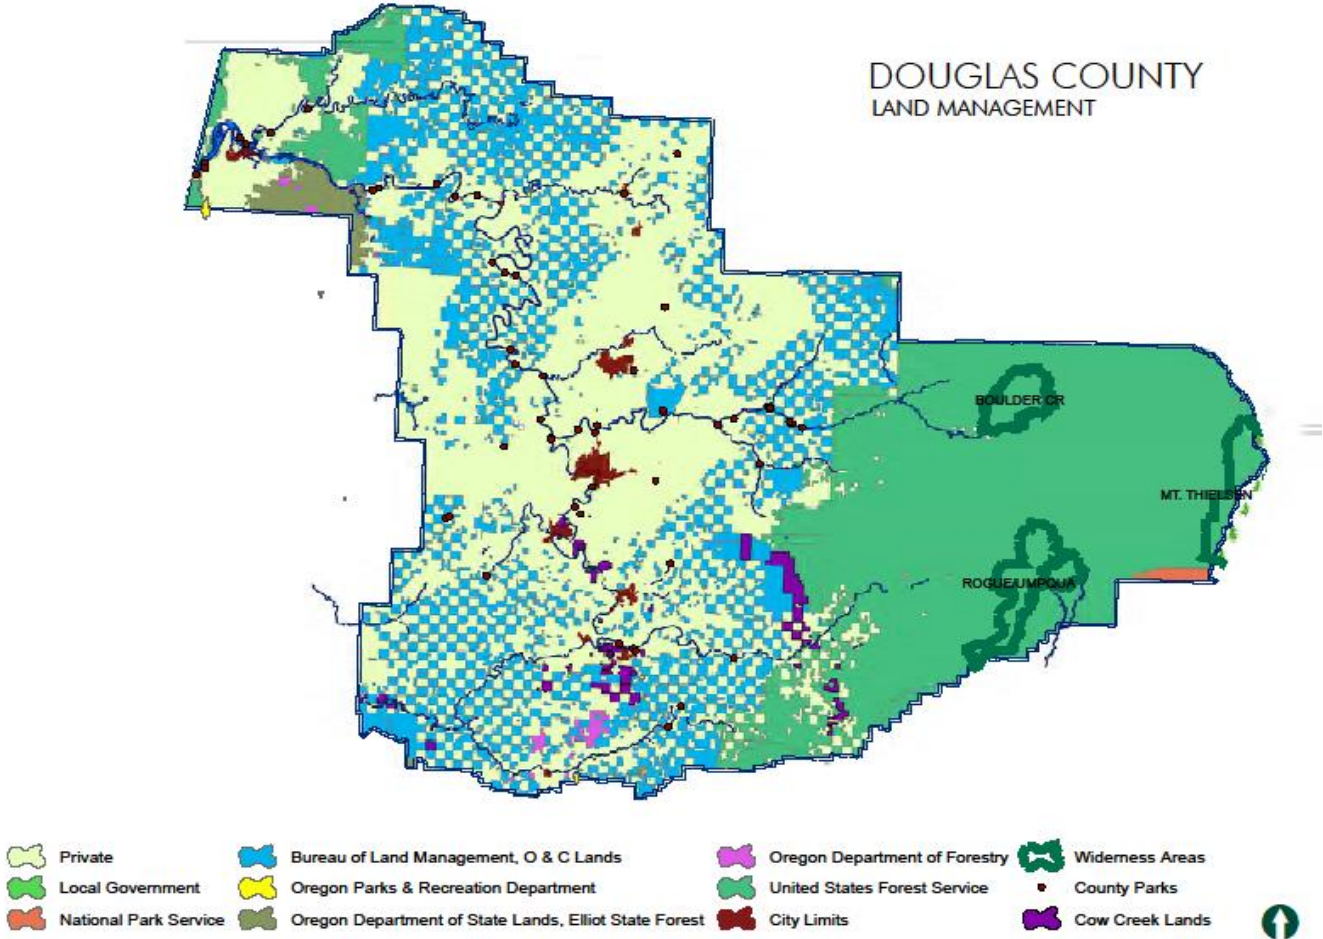 DOUGLAS COUNTY
LAND MANAGEMENT
BOULDER CR
MT. THIELSEN
ROGUE/UMPQUA
Private
Bureau of Land Management, O & C Lands
Oregon Department of Forestry
Widerness Areas
Local Government
Oregon Parks & Recreation Department
United States Forest Service
County Parks
National Park Service
Oregon Department of State Lands, Elliot State Forest
City Limits
Cow Creek Lands